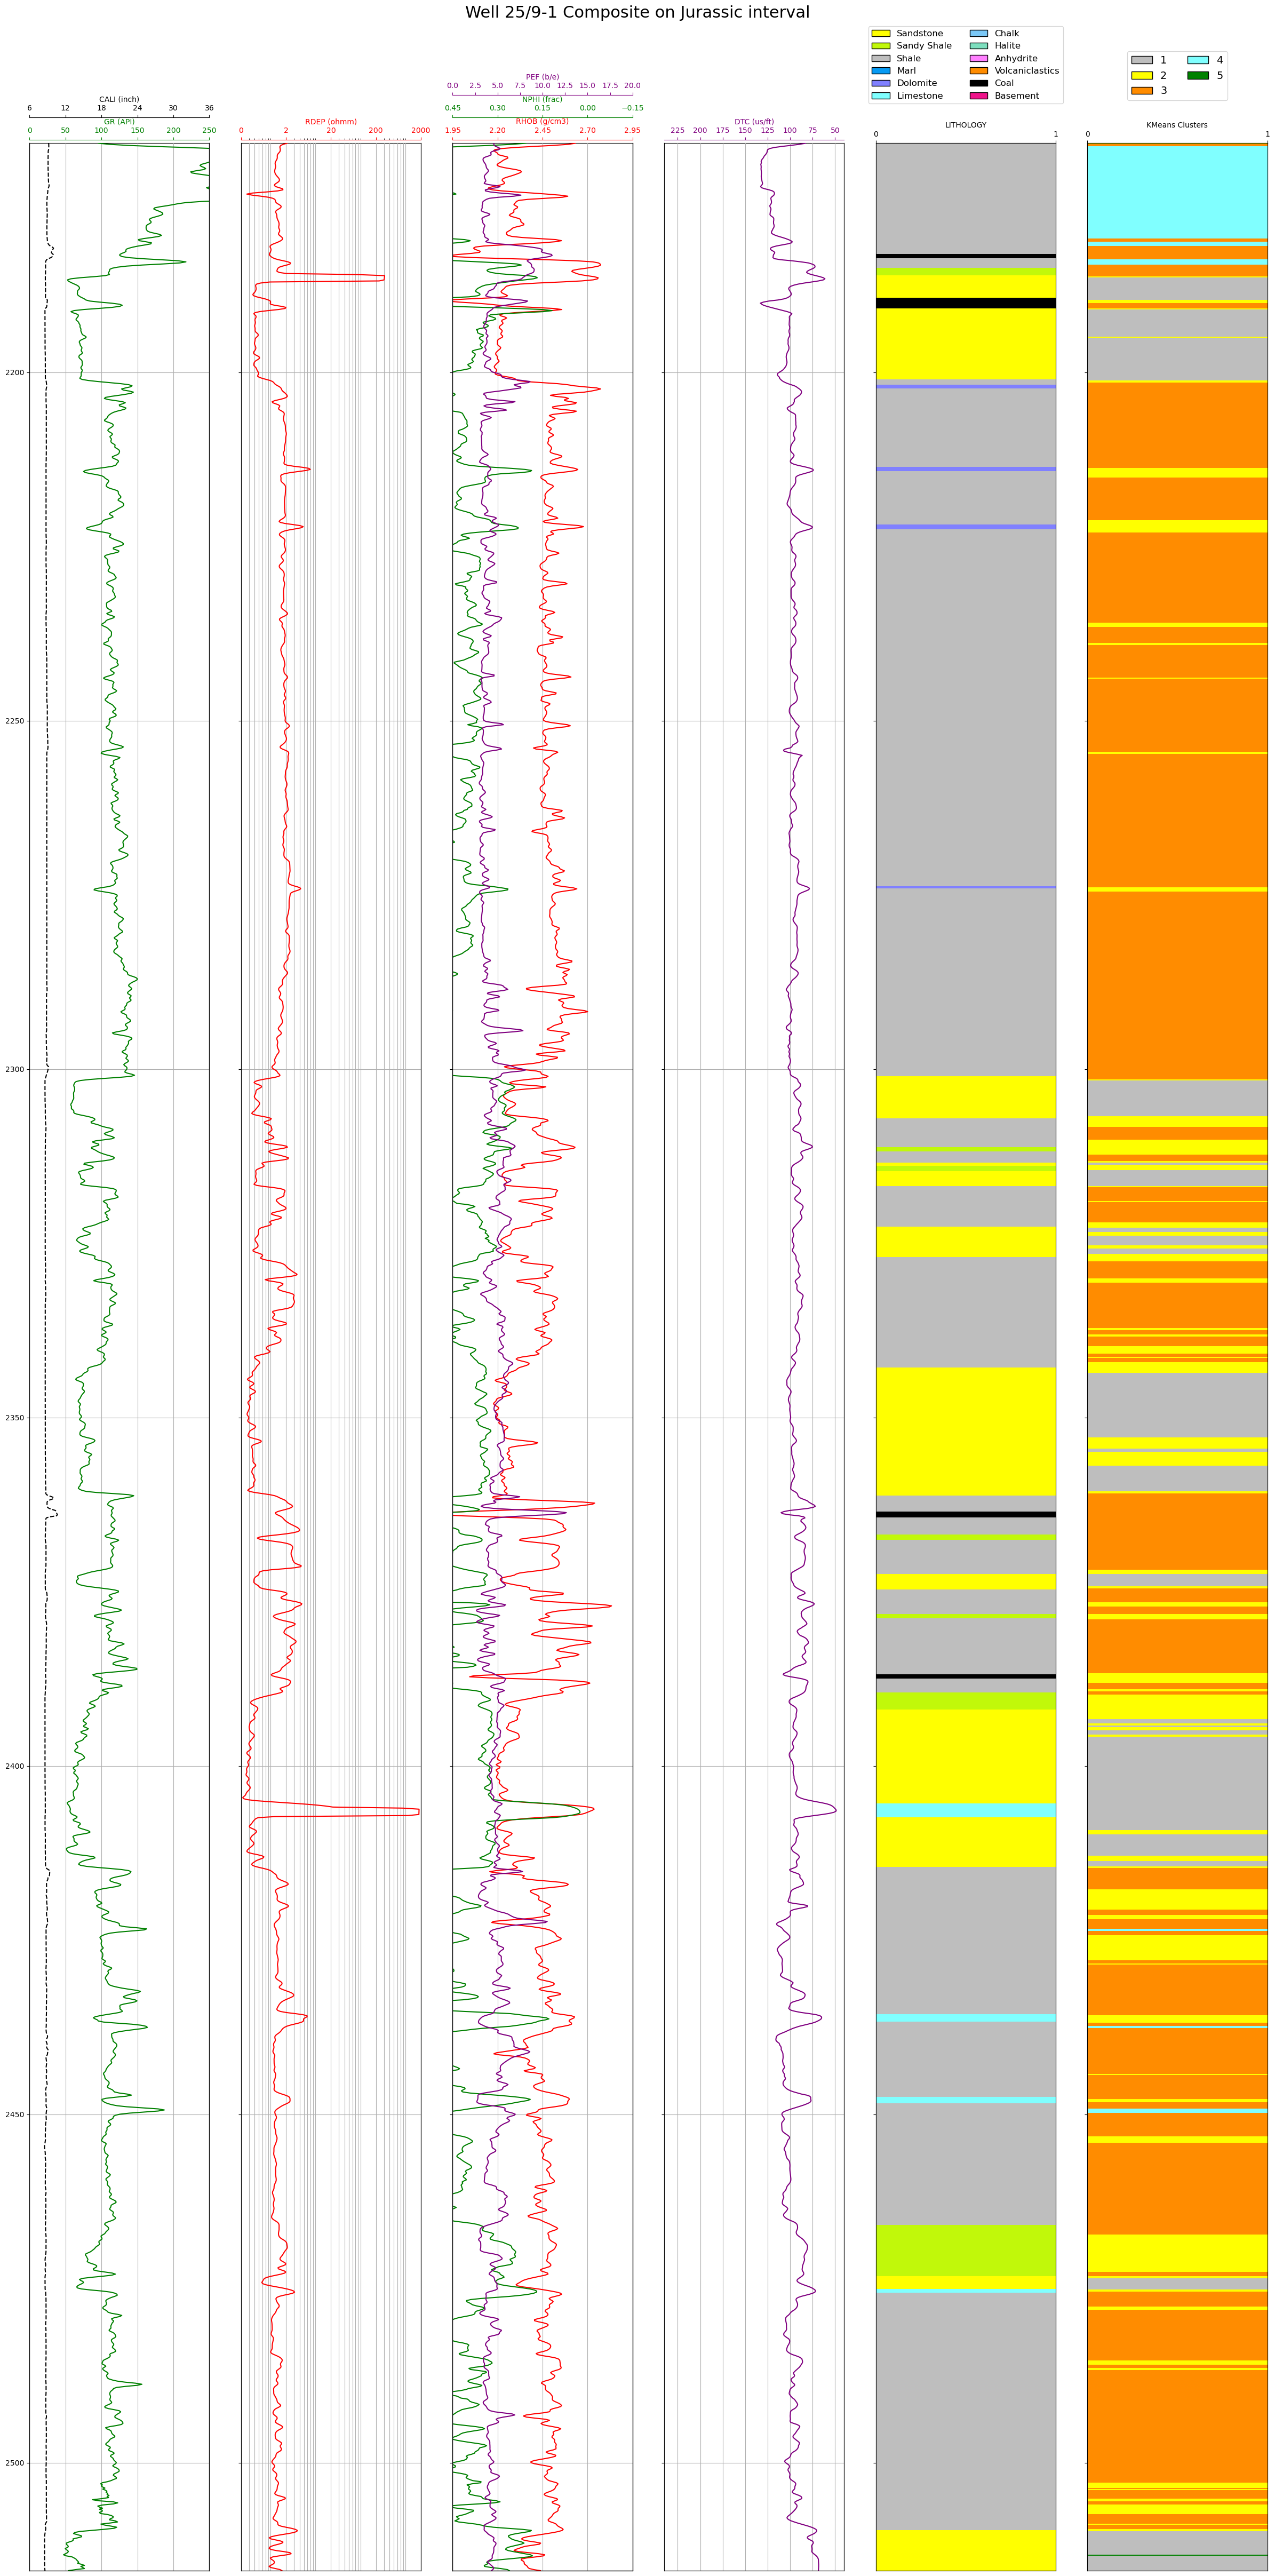 Well 25/9-1 Composite on Jurassic interval
Sandstone Chalk
Sandy Shale Halite
Shale Anhydrite
Marl Volcaniclastics
Dolomite Coal
Limestone Basement
1 4
2 5
3
PEF (b/e)
0.0 2.5 5.0 7.5 10.0 12.5 15.0 17.5 20.0
CALI (inch) NPHI (frac)
6 12 18 24 30 36 0.45 0.30 0.15 0.00 −0.15
GR (API) RDEP (ohmm) RHOB (g/cm3) DTC (us/ft) LITHOLOGY KMeans Clusters
0 50 100 150 200 250 0 2 20 200 2000 1.95 2.20 2.45 2.70 2.95 225 200 175 150 125 100 75 50 0 1 0 1
2200
2250
2300
2350
2400
2450
2500